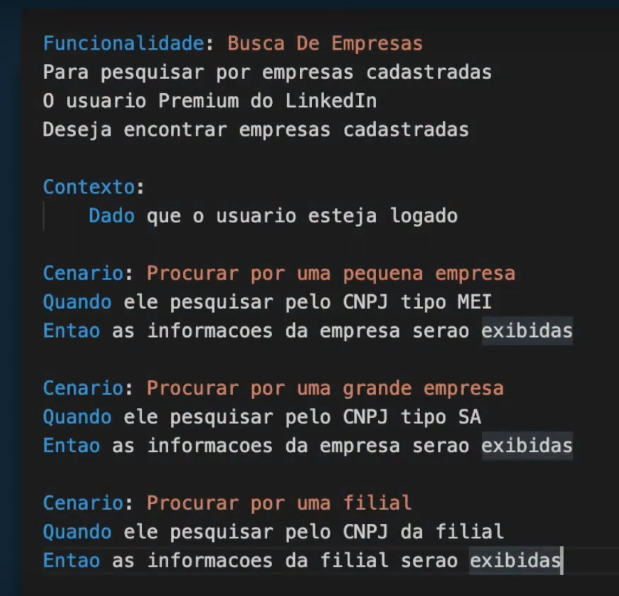 Funcionalidade: Busca De Empresas
Para pesquisar por empresas cadastradas
O usuario Premium do LinkedIn
Deseja encontrar empresas cadastradas
Contexto:
Dado que o usuario esteja logado
Cenario: Procurar por uma pequena empresa
Quando ele pesquisar pelo CNPJ tipo MEI
Entao as informacoes da empresa serao exibidas
Cenario: Procurar por uma grande empresa
Quando ele pesquisar pelo CNPJ tipo SA
Entao as informacoes da empresa serao exibidas
Cenario: Procurar por uma filial
Quando ele pesquisar pelo CNPJ da filial
Entao as informacoes da filial serao exibidas